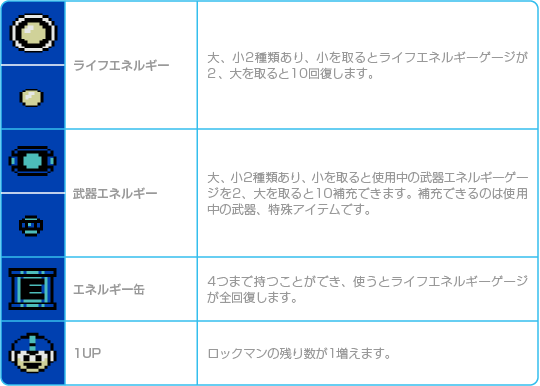 ライフエネルギー
大、小2種類あり、小を取るとライフエネルギーゲージが
2、大を取ると10回復します。
武器エネルギー
大、小2種類あり、小を取ると使用中の武器エネルギーゲー
ジを2、大を取ると10補充できます。補充できるのは使用
中の武器、特殊アイテムです。
E
エネルギー缶
4つまで持つことができ、使うとライフエネルギーゲージ
が全回復します。
1UP
ロックマンの残り数が1増えます。